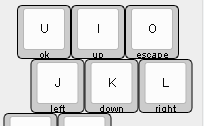 U I O
ok up escape
J K L
left down right